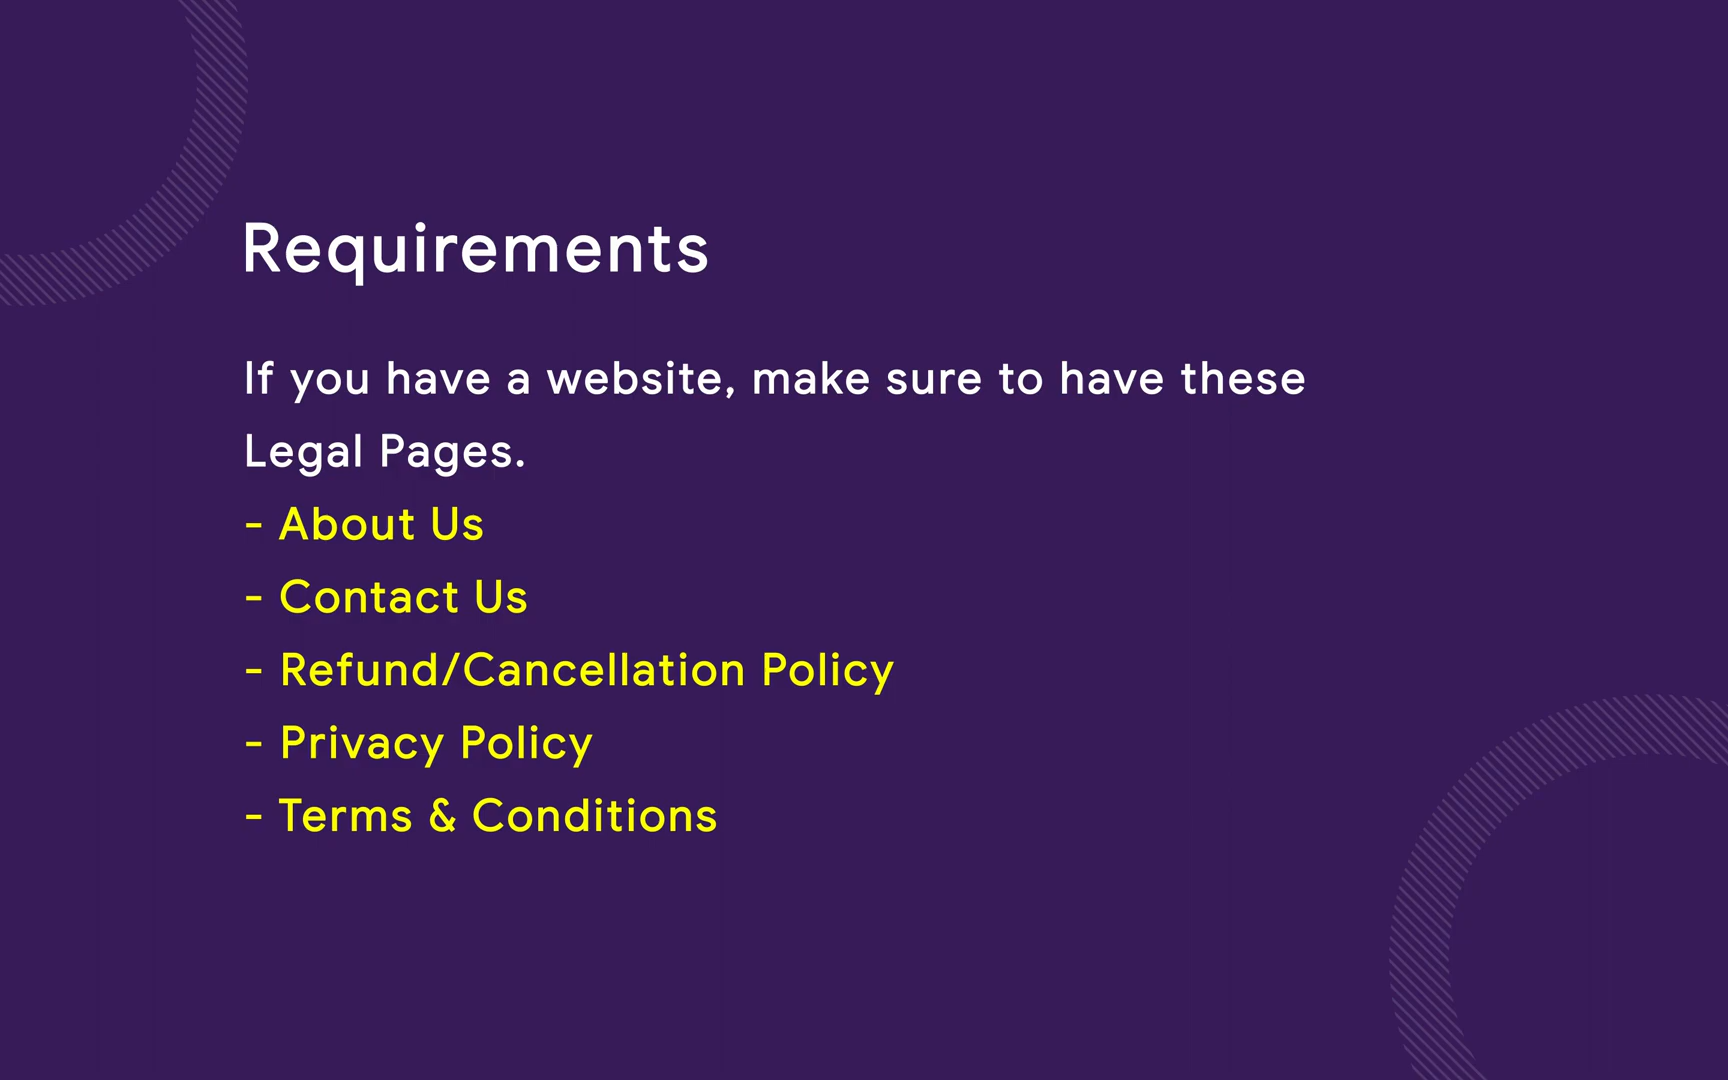 Requirements
If you have a website, make sure to have these
Legal Pages.
- About Us
- Contact Us
- Refund/Cancellation Policy
- Privacy Policy
- Terms & Conditions